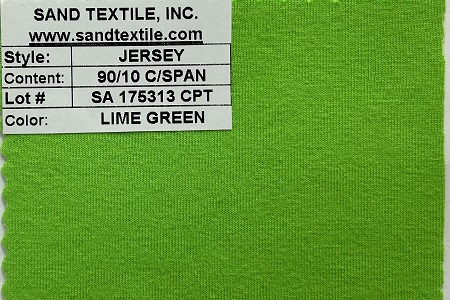 SAND TEXTILE, INC.
www.sandtextile.com
Style: JERSEY
Content: 90/10 C/SPAN
Lot # SA 175313 CPT
Color: LIME GREEN